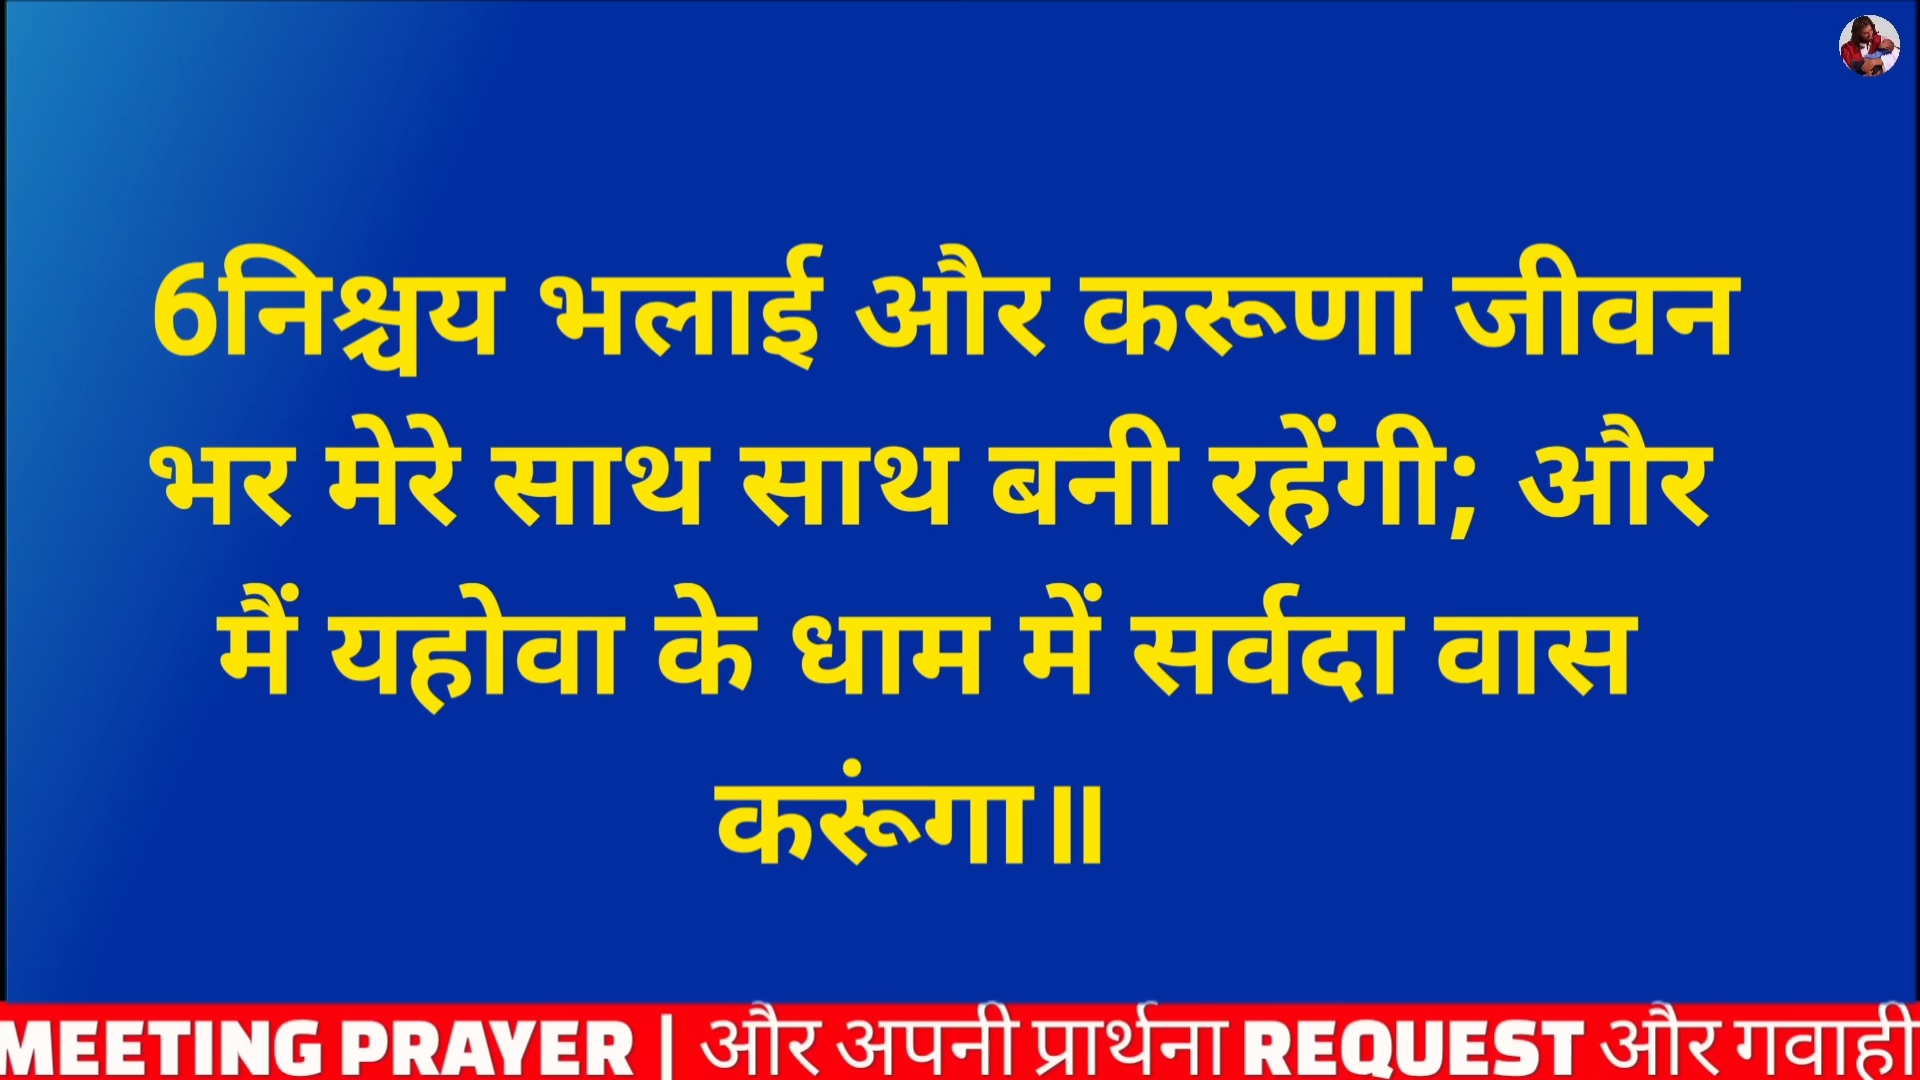 6निश्चय भलाई और करूणा जीवन
भर मेरे साथ साथ बनी रहेंगी; और
मैं यहोवा के धाम में सर्वदा वास
करूंगा॥
MEETING PRAYER | और अपनी प्रार्थना REQUEST और गवाही